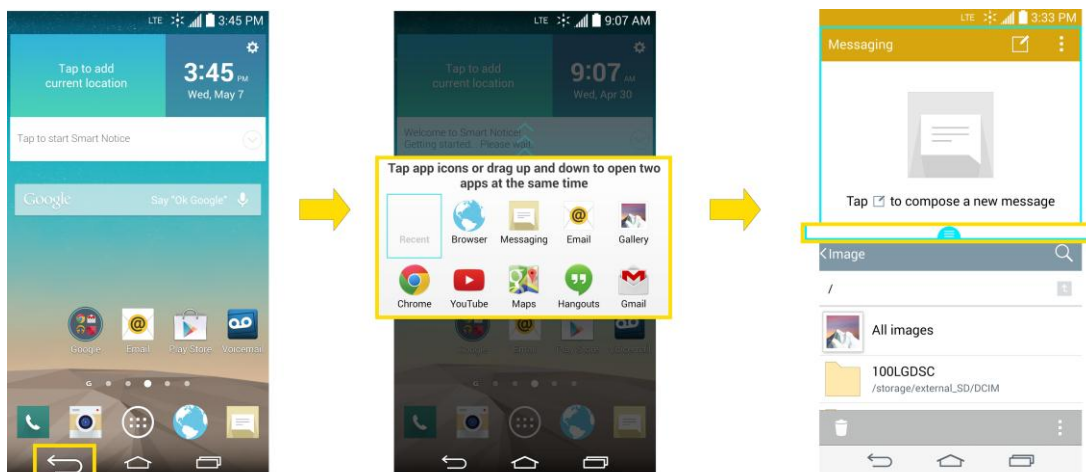 LTE 3:45 PM
Tap to add
current location
3:45 PM
Wed, May 7
Tap to start Smart Notice
Google Say "Ok Google"
Google Email Play Store Voicemail
G
LTE 9:07 AM
Tap to add
current location
9:07 AM
Wed, Apr 30
Welcome to Smart Notice.
Getting started... Please wait.
Tap app icons or drag up and down to open two
apps at the same time
Recent Browser Messaging Email Gallery
Chrome YouTube Maps Hangouts Gmail
Google Email Play Store Voicemail
G
LTE 3:33 PM
Messaging
Tap to compose a new message
Image
/
All images
100LGDSC
/storage/external_SD/DCIM